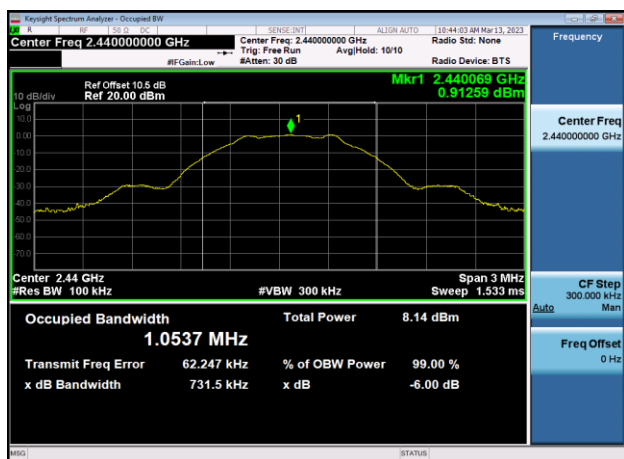 Keysight Spectrum Analyzer - Occupied BW
R RF 50 Ω DC SENSE:INT ALIGN AUTO 10:44:03 AM Mar 13, 2023
Center Freq 2.440000000 GHz
Center Freq: 2.440000000 GHz
Radio Std: None
Trig: Free Run Avg|Hold: 10/10
#IFGain:Low #Atten: 30 dB Radio Device: BTS
Frequency
Mkr1 2.440069 GHz
0.91259 dBm
Ref Offset 10.5 dB
10 dB/div Ref 20.00 dBm
Log
10.0
0.00
-10.0
-20.0
-30.0
-40.0
-50.0
-60.0
-70.0
1
Center 2.44 GHz Span 3 MHz
#Res BW 100 kHz #VBW 300 kHz Sweep 1.533 ms
Occupied Bandwidth Total Power 8.14 dBm
1.0537 MHz
Transmit Freq Error 62.247 kHz % of OBW Power 99.00 %
x dB Bandwidth 731.5 kHz x dB -6.00 dB
Center Freq
2.440000000 GHz
CF Step
300.000 kHz
Auto Man
Freq Offset
0 Hz
MSG STATUS